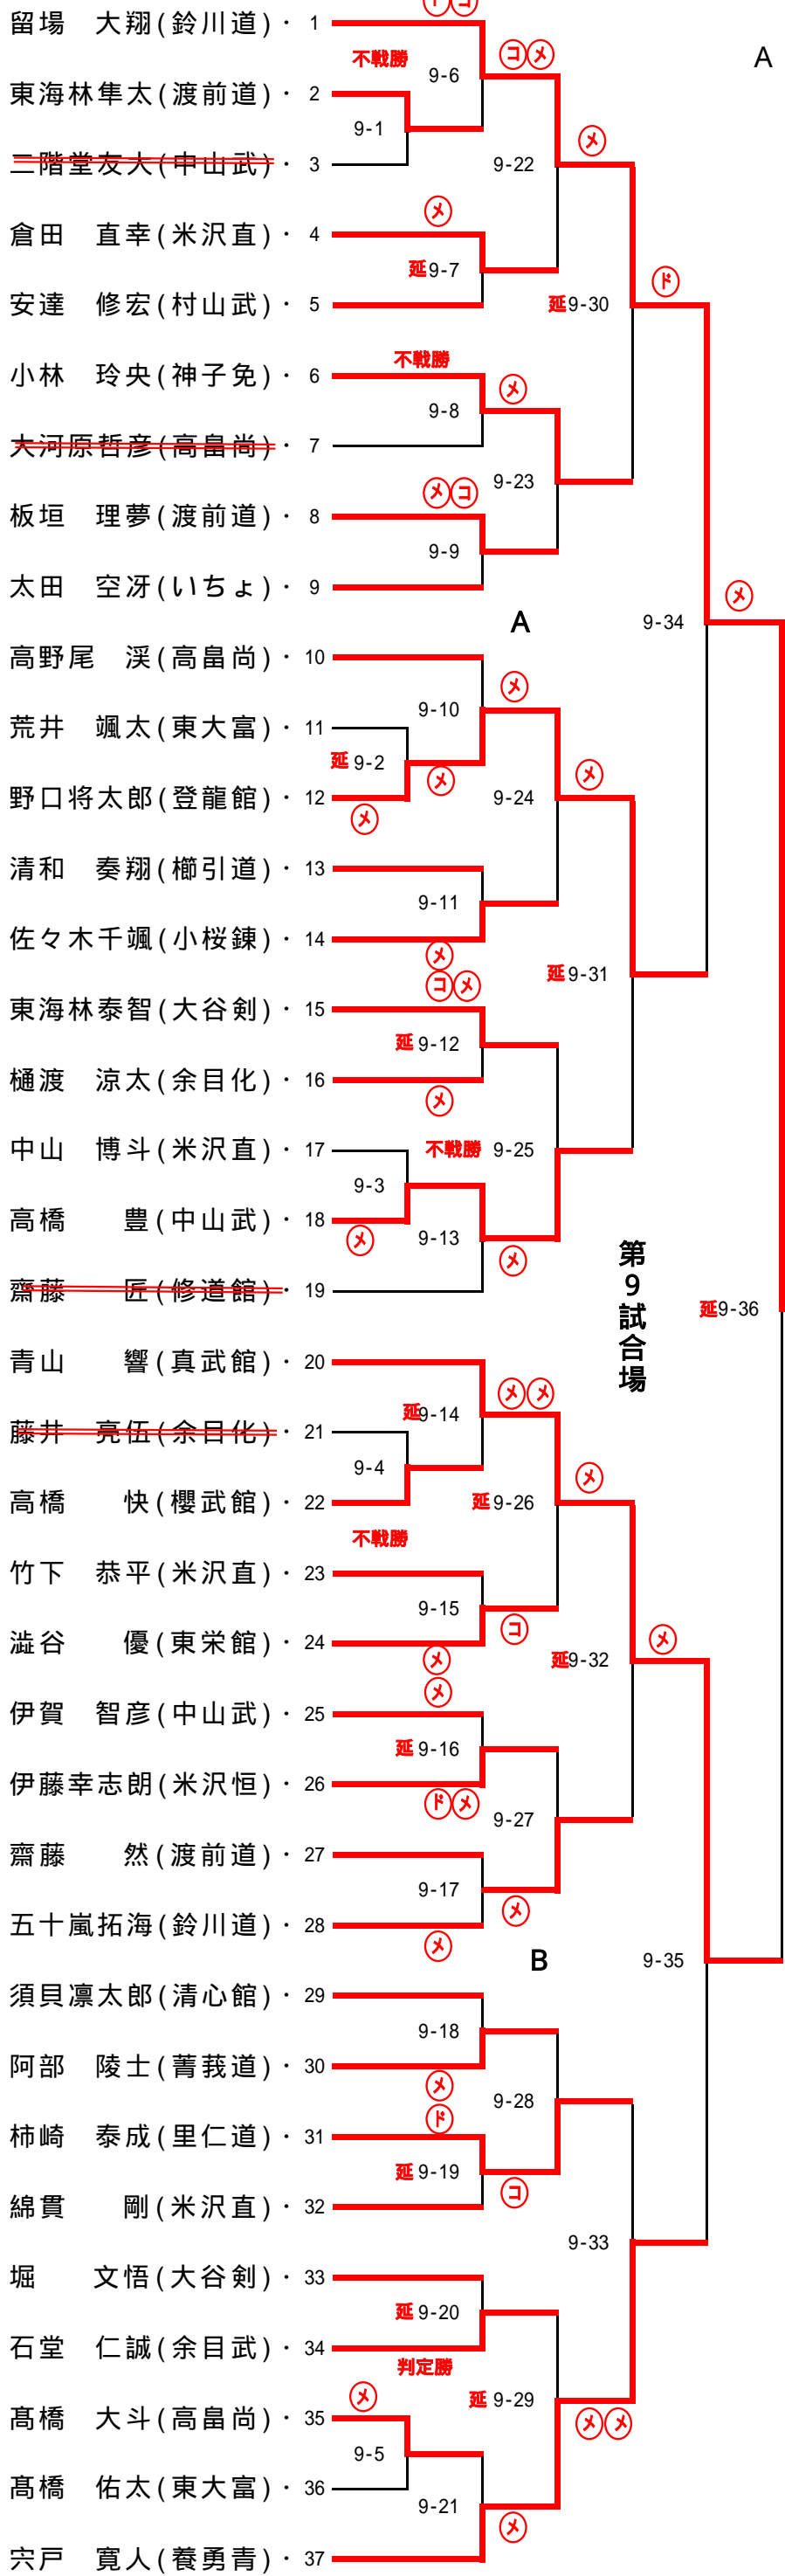 ド コ
留場　大翔(鈴川道)・ 1
A
不戦勝
9-6
コ メ
東海林隼太(渡前道)・ 2
9-1
メ
二階堂友大(中山武)・ 3
9-22
メ
倉田　直幸(米沢直)・ 4
延9-7
ド
安達　修宏(村山武)・ 5
延9-30
不戦勝
小林　玲央(神子免)・ 6
メ
9-8
大河原哲彦(高畠尚)・ 7
9-23
メ コ
板垣　理夢(渡前道)・ 8
9-9
太田　空冴(いちょ)・ 9
メ
A
9-34
高野尾　渓(高畠尚)・ 10
メ
9-10
荒井　颯太(東大富)・ 11
延 9-2
メ
メ
野口将太郎(登龍館)・ 12
9-24
メ
清和　奏翔(櫛引道)・ 13
9-11
佐々木千颯(小桜錬)・ 14
メ
延9-31
コ メ
東海林泰智(大谷剣)・ 15
延 9-12
樋渡　涼太(余目化)・ 16
メ
中山　博斗(米沢直)・ 17
不戦勝 9-25
9-3
高橋　　豊(中山武)・ 18
メ
9-13
メ
第9試合場
齋藤　　匠(修道館)・ 19
延9-36
青山　　響(真武館)・ 20
メ メ
延9-14
藤井　亮伍(余目化)・ 21
9-4
メ
高橋　　快(櫻武館)・ 22
延 9-26
不戦勝
竹下　恭平(米沢直)・ 23
9-15
コ
澁谷　　優(東栄館)・ 24
メ
延9-32
メ
メ
伊賀　智彦(中山武)・ 25
延 9-16
伊藤幸志朗(米沢恒)・ 26
ド メ
9-27
齋藤　　然(渡前道)・ 27
9-17
メ
五十嵐拓海(鈴川道)・ 28
メ
B
9-35
須貝凛太郎(清心館)・ 29
9-18
阿部　陵士(菁莪道)・ 30
メ
9-28
ド
柿崎　泰成(里仁道)・ 31
延 9-19
コ
綿貫　　剛(米沢直)・ 32
9-33
堀　　文悟(大谷剣)・ 33
延 9-20
石堂　仁誠(余目武)・ 34
判定勝
メ
延 9-29
髙橋　大斗(高畠尚)・ 35
メ メ
9-5
髙橋　佑太(東大富)・ 36
9-21
メ
宍戸　寛人(養勇青)・ 37